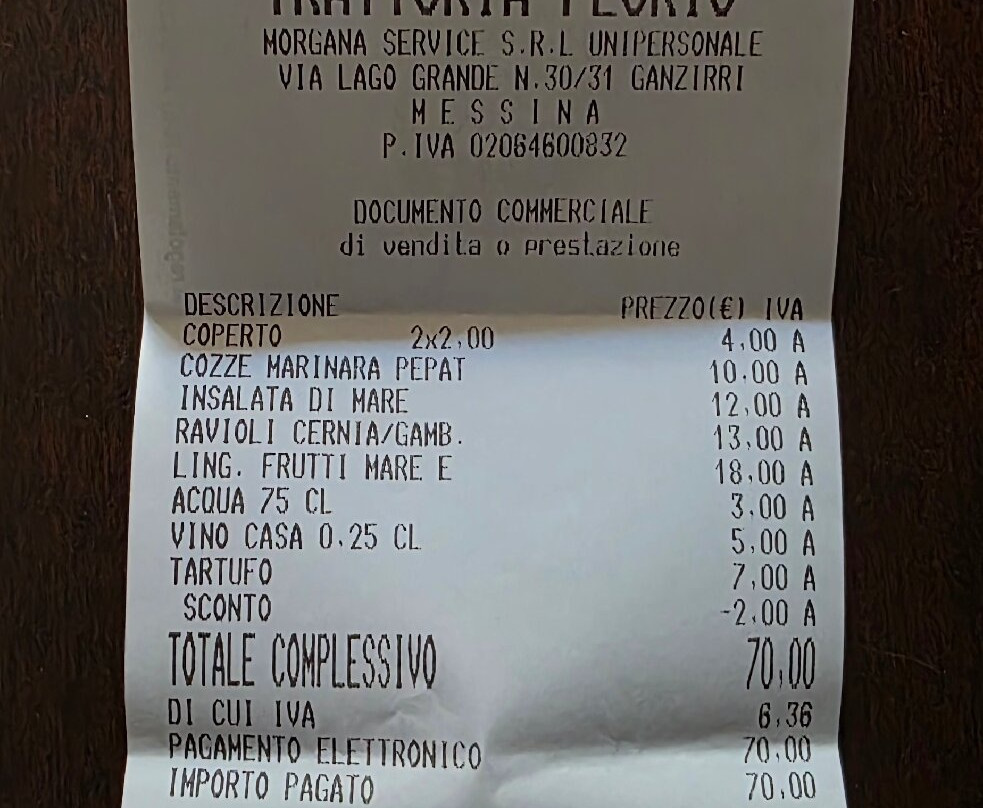 TRATTORIA FLORIO
MORGANA SERVICE S.R.L UNIPERSONALE
VIA LAGO GRANDE N.30/31 GANZIRRI
M E S S I N A
P.IVA 02064600832
DOCUMENTO COMMERCIALE
di vendita o prestazione
DESCRIZIONE PREZZO(€) IVA
COPERTO 2x2,00 4,00 A
COZZE MARINARA PEPAT 10,00 A
INSALATA DI MARE 12,00 A
RAVIOLI CERNIA/GAMB. 13,00 A
LING. FRUTTI MARE E 18,00 A
ACQUA 75 CL 3,00 A
VINO CASA 0,25 CL 5,00 A
TARTUFO 7,00 A
SCONTO -2,00 A
TOTALE COMPLESSIVO 70,00
DI CUI IVA 6,36
PAGAMENTO ELETTRONICO 70,00
IMPORTO PAGATO 70,00